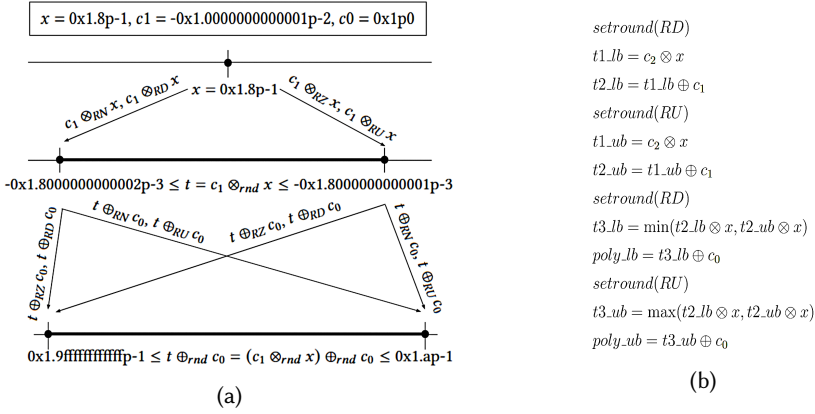 x = 0x1.8p-1, c1 = -0x1.0000000000001p-2, c0 = 0x1p0
x = 0x1.8p-1
c₁ ⊗RN x, c₁ ⊗RD x
c₁ ⊗RZ x, c₁ ⊗RU x
-0x1.8000000000002p-3 ≤ t = c₁ ⊗rnd x ≤ -0x1.8000000000001p-3
t ⊕RZ c₀, t ⊕RD c₀
t ⊕RN c₀, t ⊕RU c₀
t ⊕RZ c₀, t ⊕RD c₀
t ⊕RN c₀, t ⊕RU c₀
0x1.9ffffffffffffp-1 ≤ t ⊕rnd c₀ = (c₁ ⊗rnd x) ⊕rnd c₀ ≤ 0x1.ap-1
(a)
setround(RD)
t1_lb = c₂ ⊗ x
t2_lb = t1_lb ⊕ c₁
setround(RU)
t1_ub = c₂ ⊗ x
t2_ub = t1_ub ⊕ c₁
setround(RD)
t3_lb = min(t2_lb ⊗ x, t2_ub ⊗ x)
poly_lb = t3_lb ⊕ c₀
setround(RU)
t3_ub = max(t2_lb ⊗ x, t2_ub ⊗ x)
poly_ub = t3_ub ⊕ c₀
(b)